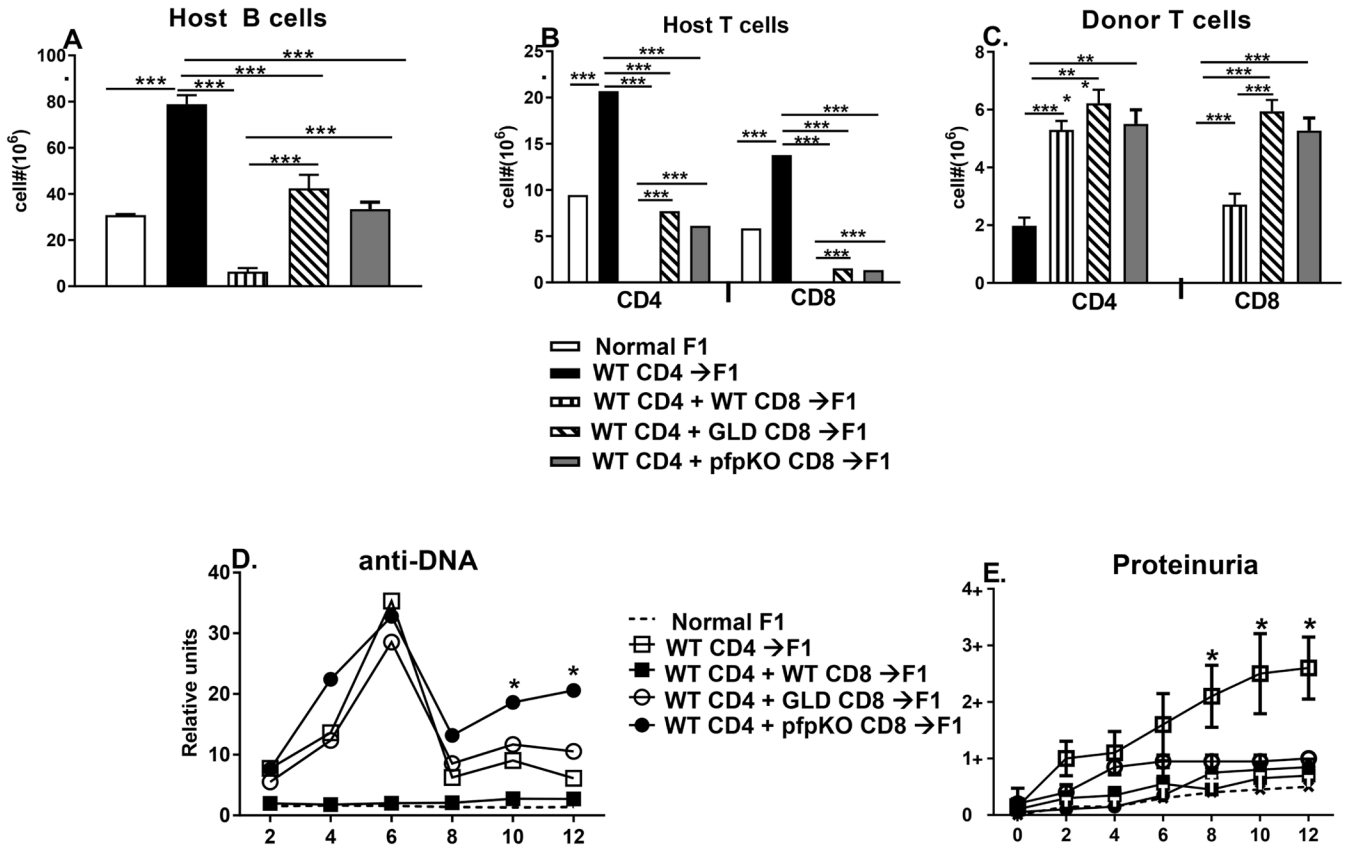 Host B cells
A
100
80
60
40
20
0
cell#(10⁶)
***
***
***
***
***
***
Host T cells
B
25
20
15
10
5
0
cell#(10⁶)
***
***
***
***
***
***
***
***
***
***
***
***
CD4
CD8
Donor T cells
C.
8
6
4
2
0
cell#(10⁶)
**
**
*
*
***
***
***
***
***
CD4
CD8
Normal F1
WT CD4 →F1
WT CD4 + WT CD8 →F1
WT CD4 + GLD CD8 →F1
WT CD4 + pfpKO CD8 →F1
D.
anti-DNA
40
30
20
10
0
Relative units
*
*
2 4 6 8 10 12
Normal F1
WT CD4 →F1
WT CD4 + WT CD8 →F1
WT CD4 + GLD CD8 →F1
WT CD4 + pfpKO CD8 →F1
E.
Proteinuria
4+
3+
2+
1+
0
*
*
*
0 2 4 6 8 10 12